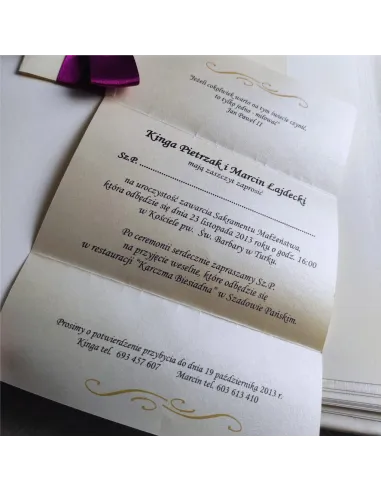 "Jeżeli cokolwiek warto na tym świecie czynić,
to tylko jedno - miłować"
Jan Paweł II
Kinga Pietrzak i Marcin Łajdecki
mają zaszczyt zaprosić
Sz.P. ........................................................
na uroczystość zawarcia Sakramentu Małżeństwa,
która odbędzie się dnia 23 listopada 2013 roku o godz. 16:00
w Kościele pw. Św. Barbary w Turku.
Po ceremonii serdecznie zapraszamy Sz.P.
na przyjęcie weselne, które odbędzie się
w restauracji "Karczma Biesiadna" w Szadowie Pańskim.
Prosimy o potwierdzenie przybycia do dnia 19 października 2013 r.
Kinga tel. 693 457 607 Marcin tel. 603 613 410